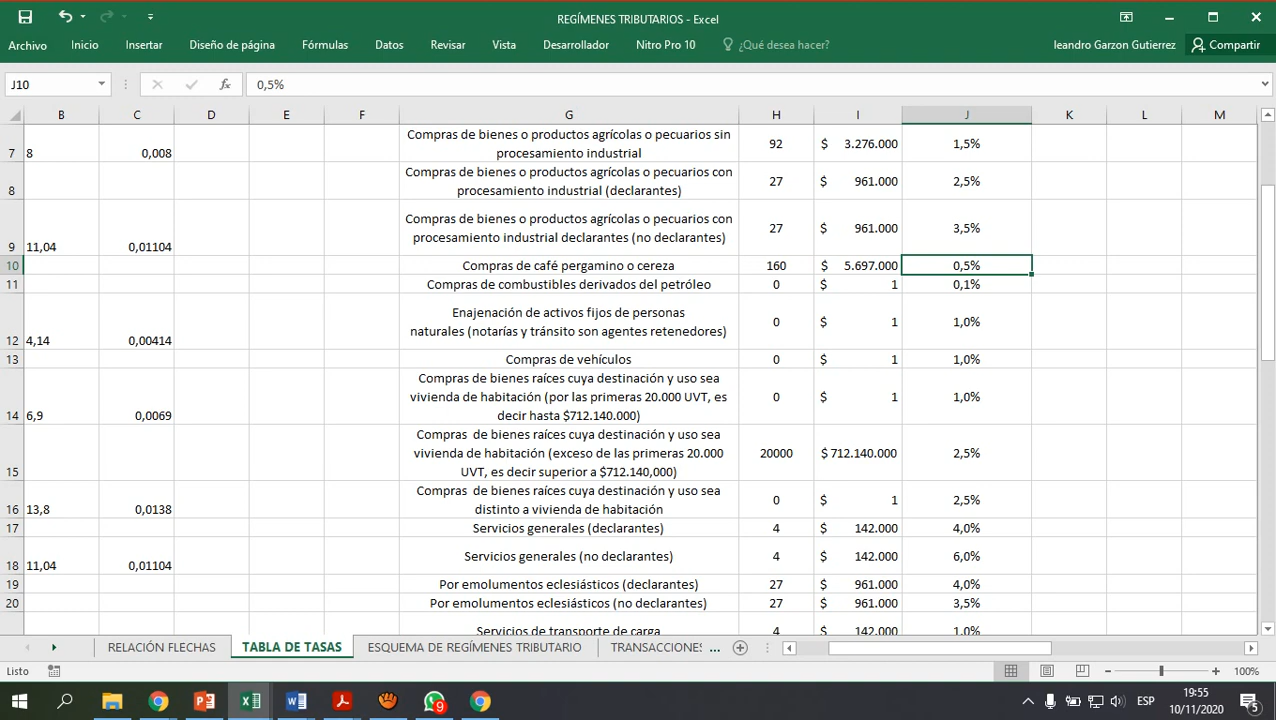 REGÍMENES TRIBUTARIOS - Excel
Archivo Inicio Insertar Diseño de página Fórmulas Datos Revisar Vista Desarrollador Nitro Pro 10 ¿Qué desea hacer? leandro Garzon Gutierrez Compartir
J10 fx 0,5%
B C D E F G H I J K L M
Compras de bienes o productos agrícolas o pecuarios sin
procesamiento industrial
7 8 0,008 92 $ 3.276.000 1,5%
Compras de bienes o productos agrícolas o pecuarios con
procesamiento industrial (declarantes)
8 27 $ 961.000 2,5%
Compras de bienes o productos agrícolas o pecuarios con
procesamiento industrial declarantes (no declarantes)
9 11,04 0,01104 27 $ 961.000 3,5%
10 Compras de café pergamino o cereza 160 $ 5.697.000 0,5%
11 Compras de combustibles derivados del petróleo 0 $ 1 0,1%
Enajenación de activos fijos de personas
naturales (notarías y tránsito son agentes retenedores)
12 4,14 0,00414 0 $ 1 1,0%
13 Compras de vehículos 0 $ 1 1,0%
Compras de bienes raíces cuya destinación y uso sea
vivienda de habitación (por las primeras 20.000 UVT, es
decir hasta $712.140.000)
14 6,9 0,0069 0 $ 1 1,0%
Compras de bienes raíces cuya destinación y uso sea
vivienda de habitación (exceso de las primeras 20.000
UVT, es decir superior a $712.140,000)
15 20000 $ 712.140.000 2,5%
Compras de bienes raíces cuya destinación y uso sea
distinto a vivienda de habitación
16 13,8 0,0138 0 $ 1 2,5%
17 Servicios generales (declarantes) 4 $ 142.000 4,0%
18 11,04 0,01104 Servicios generales (no declarantes) 4 $ 142.000 6,0%
19 Por emolumentos eclesiásticos (declarantes) 27 $ 961.000 4,0%
20 Por emolumentos eclesiásticos (no declarantes) 27 $ 961.000 3,5%
Servicios de transporte de carga 4 $ 142.000 1,0%
RELACIÓN FLECHAS TABLA DE TASAS ESQUEMA DE REGÍMENES TRIBUTARIO TRANSACCIONES ...
Listo 100%
9 ESP 19:55
10/11/2020 5